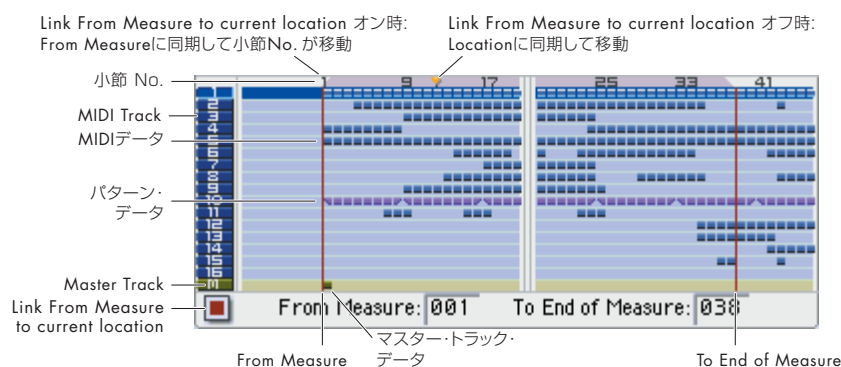 Link From Measure to current location オン時:
From Measureに同期して小節No. が移動
Link From Measure to current location オフ時:
Locationに同期して移動
小節 No.
1 9 17 25 33 41
MIDI Track
MIDIデータ
パターン・
データ
1
2
3
4
5
6
7
8
9
10
11
12
13
14
15
16
M
Master Track
Link From Measure
to current location
From Measure: 001 To End of Measure: 038
マスター・トラック・
データ
From Measure
To End of Measure